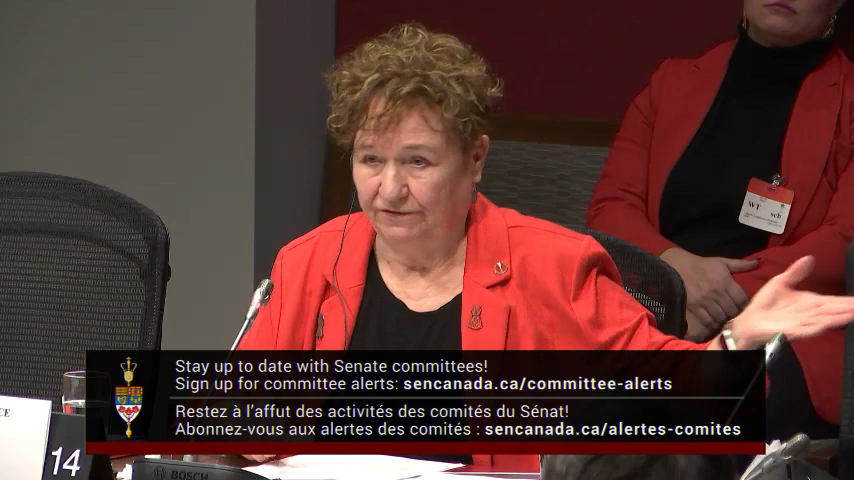 WT
Stay up to date with Senate committees!
Sign up for committee alerts: sencanada.ca/committee-alerts
Restez à l'affut des activités des comités du Sénat!
Abonnez-vous aux alertes des comités : sencanada.ca/alertes-comites
14
BOSCH